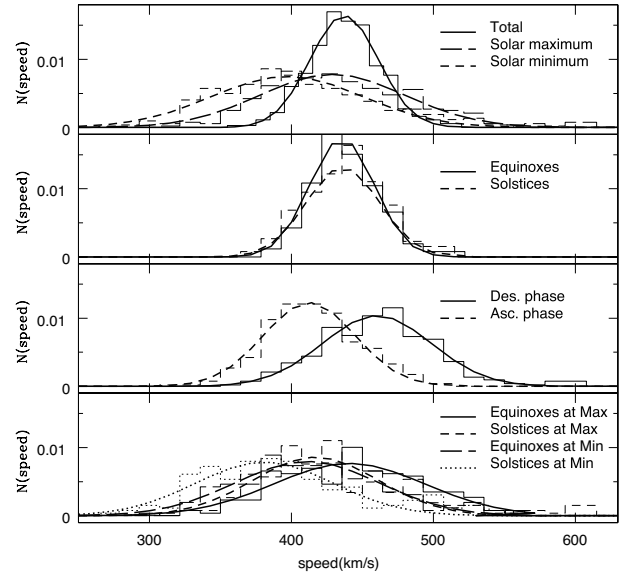 N(speed)
0.01
0
Total
Solar maximum
Solar minimum
N(speed)
0.01
0
Equinoxes
Solstices
N(speed)
0.01
0
Des. phase
Asc. phase
N(speed)
0.01
0
Equinoxes at Max
Solstices at Max
Equinoxes at Min
Solstices at Min
300 400 500 600
speed(km/s)